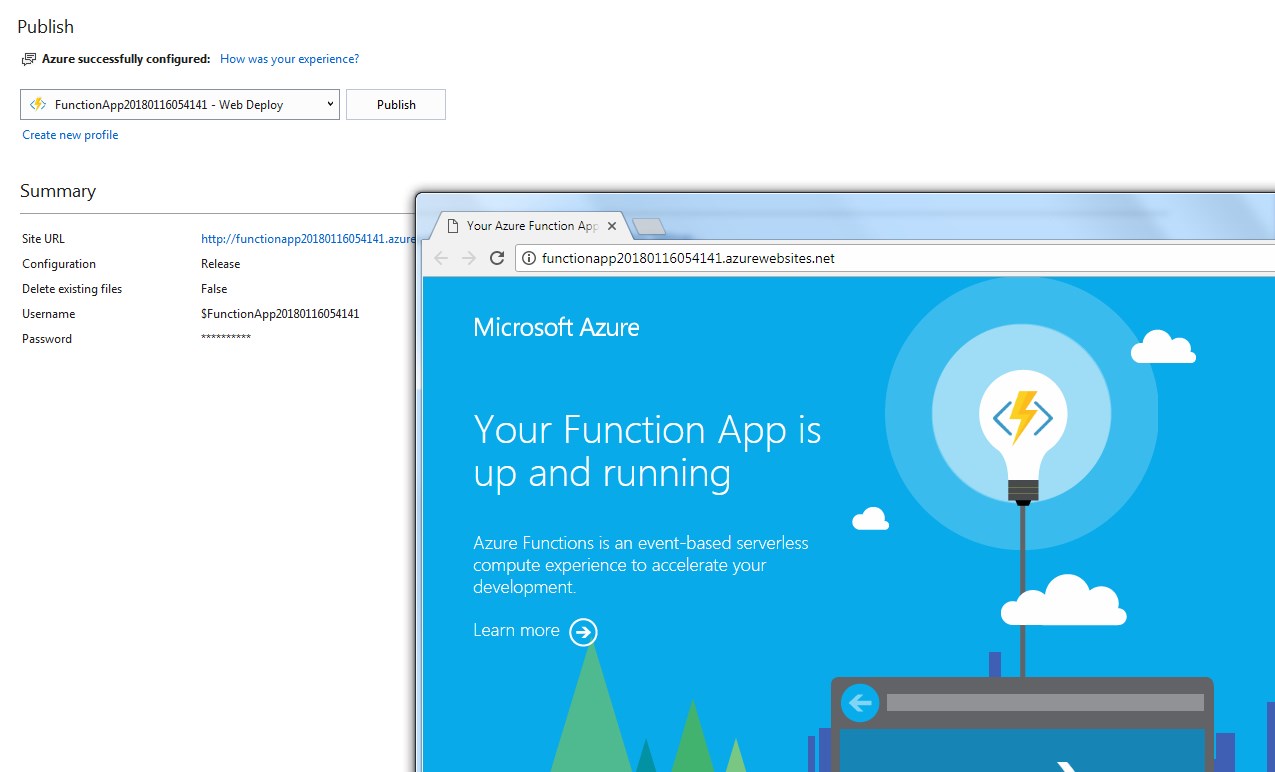 Publish
Azure successfully configured: How was your experience?
FunctionApp20180116054141 - Web Deploy
Publish
Create new profile
Summary
Site URL http://functionapp20180116054141.azure
Configuration Release
Delete existing files False
Username $FunctionApp20180116054141
Password **********
Your Azure Function App
functionapp20180116054141.azurewebsites.net
Microsoft Azure
Your Function App is
up and running
Azure Functions is an event-based serverless
compute experience to accelerate your
development.
Learn more